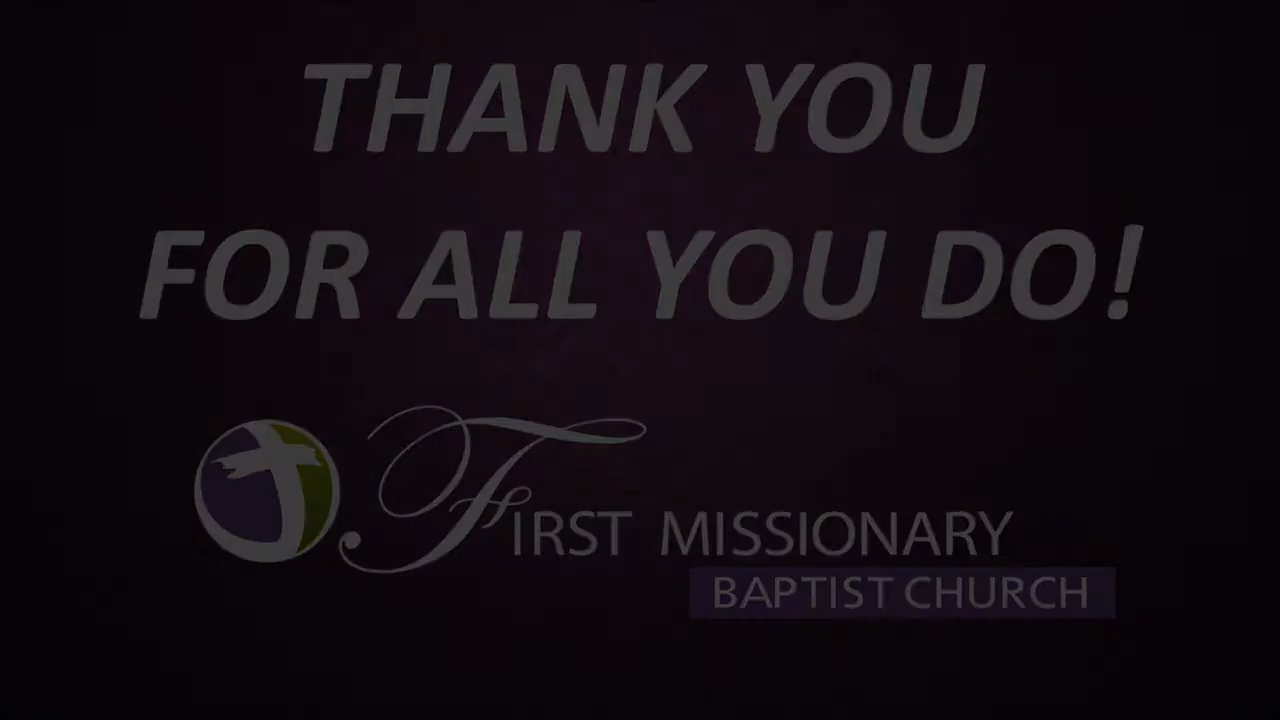 THANK YOU
FOR ALL YOU DO!
FIRST MISSIONARY
BAPTIST CHURCH